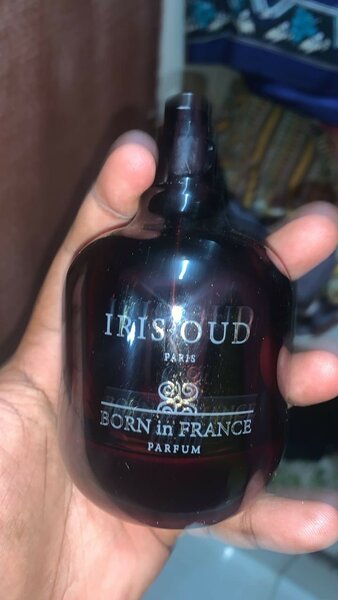 IRIS OUD
PARIS
BORN in FRANCE
PARFUM